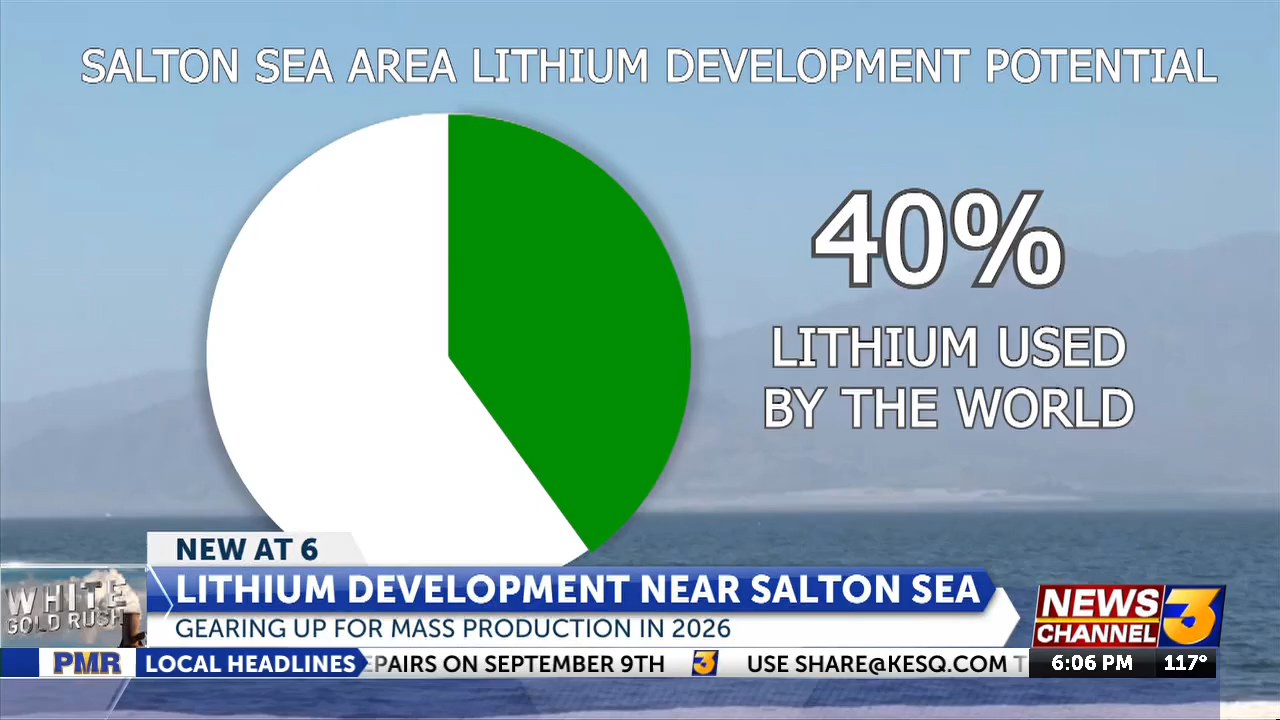 SALTON SEA AREA LITHIUM DEVELOPMENT POTENTIAL
40%
LITHIUM USED
BY THE WORLD
NEW AT 6
LITHIUM DEVELOPMENT NEAR SALTON SEA
GEARING UP FOR MASS PRODUCTION IN 2026
WHITE
GOLD RUSH
NEWS
CHANNEL 3
PMR LOCAL HEADLINES EPAIRS ON SEPTEMBER 9TH 3 USE SHARE@KESQ.COM T 6:06 PM 117°